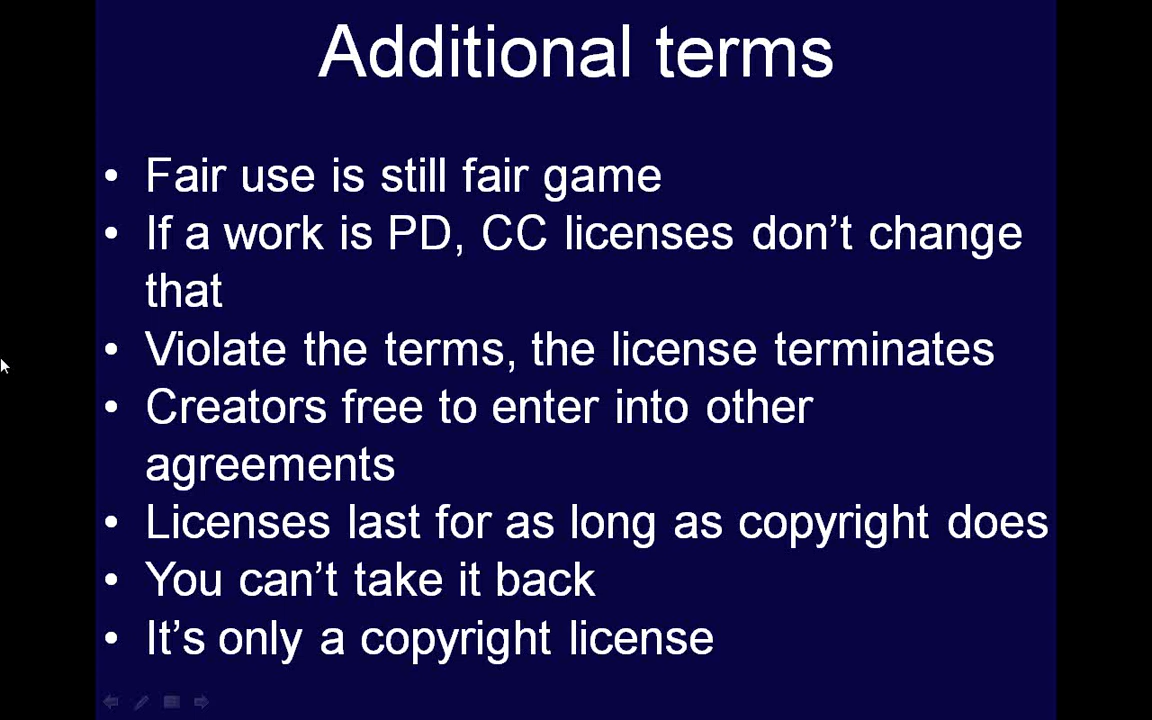 Additional terms
• Fair use is still fair game
• If a work is PD, CC licenses don’t change
that
• Violate the terms, the license terminates
• Creators free to enter into other
agreements
• Licenses last for as long as copyright does
• You can’t take it back
• It’s only a copyright license